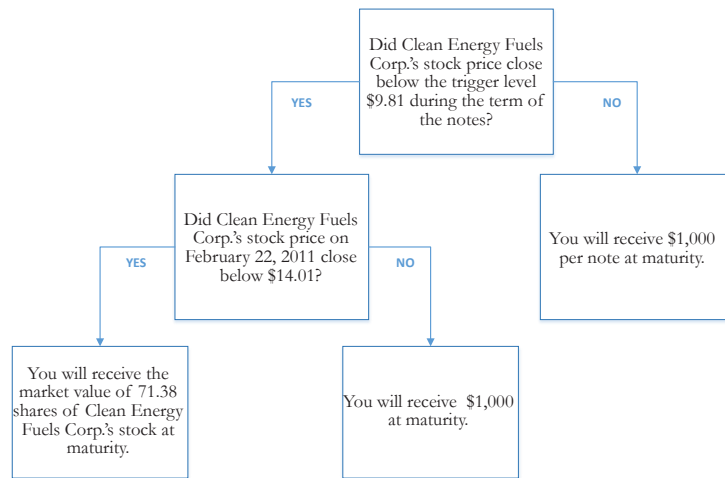 Did Clean Energy Fuels
Corp.'s stock price close
below the trigger level
$9.81 during the term of
the notes?
YES
NO
Did Clean Energy Fuels
Corp.'s stock price on
February 22, 2011 close
below $14.01?
You will receive $1,000
per note at maturity.
YES
NO
You will receive the
market value of 71.38
shares of Clean Energy
Fuels Corp.'s stock at
maturity.
You will receive $1,000
at maturity.